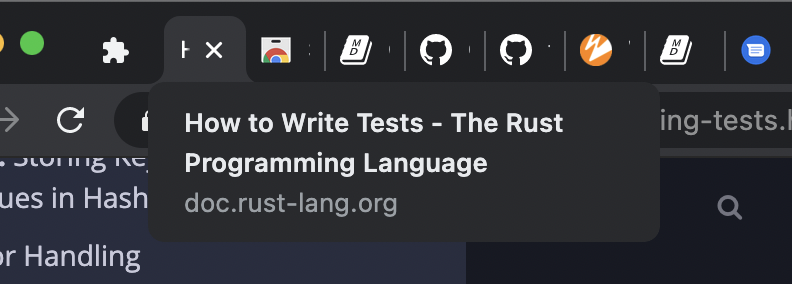 How to Write Tests - The Rust
Programming Language
doc.rust-lang.org
ing-tests.h
. Storing Key
ues in Hash
or Handling